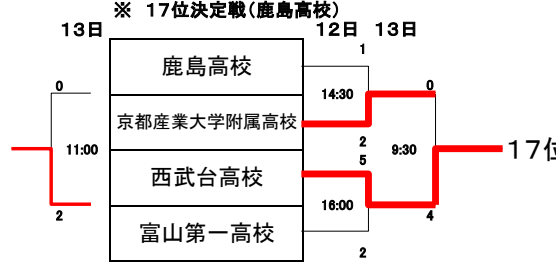 ※ 17位決定戦(鹿島高校)
13日 12日 13日
1
鹿島高校
0 14:30 0
京都産業大学附属高校
2
11:00 9:30 17位
5
西武台高校
2 16:00 4
富山第一高校
2